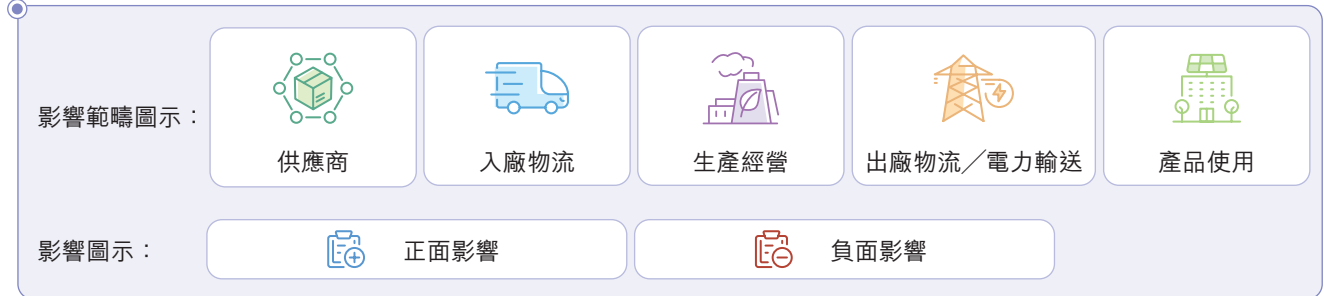 影響範疇圖示：
供應商
入廠物流
生產經營
出廠物流╱電力輸送
產品使用
影響圖示：
正面影響
負面影響